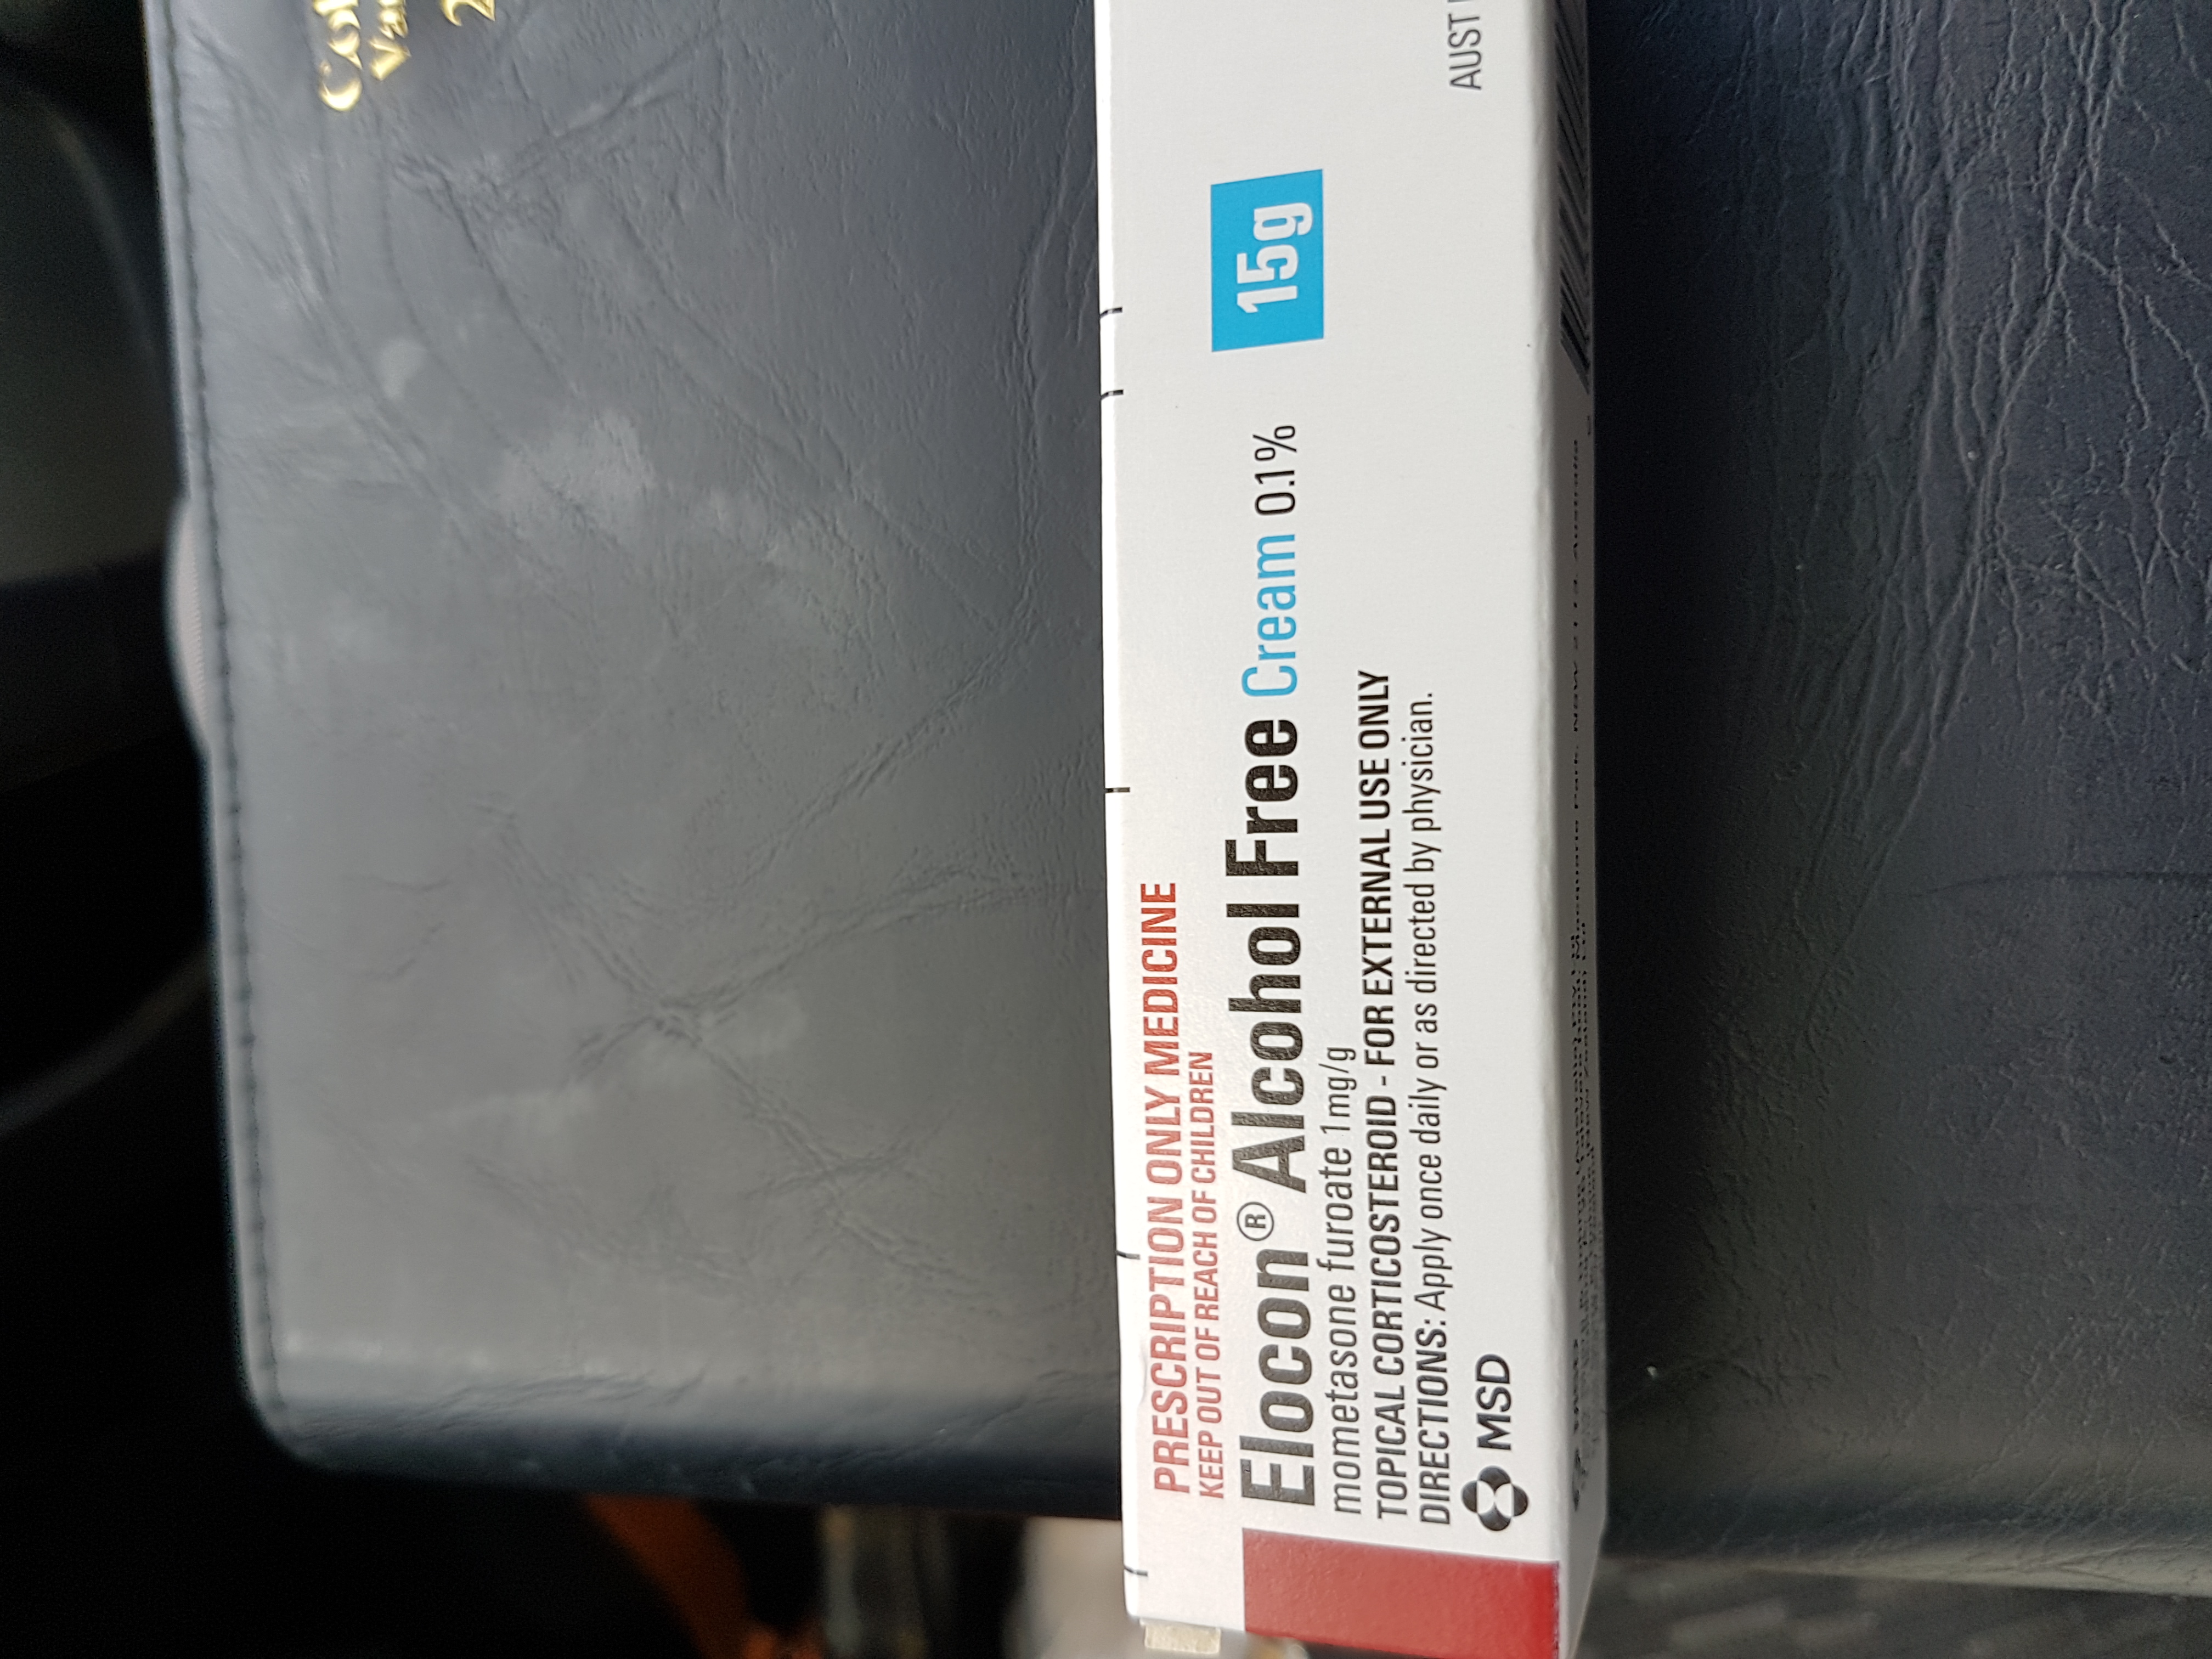 PRESCRIPTION ONLY MEDICINE
KEEP OUT OF REACH OF CHILDREN
Elocon® Alcohol Free Cream 0.1% 15g
mometasone furoate 1mg/g
TOPICAL CORTICOSTEROID - FOR EXTERNAL USE ONLY
DIRECTIONS: Apply once daily or as directed by physician.
MSD
AUST